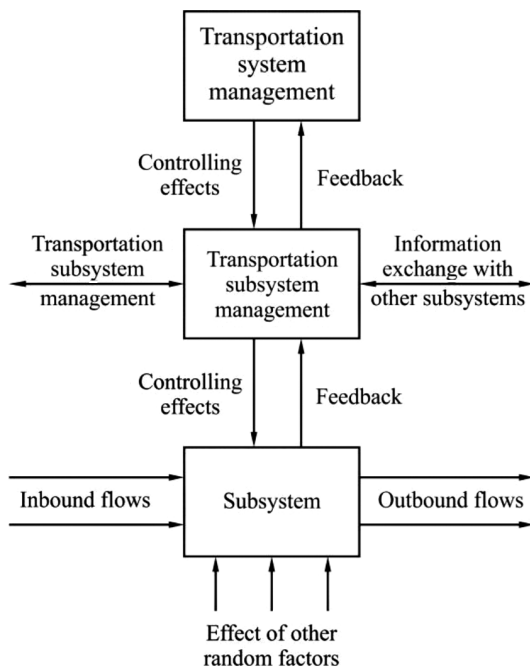 Transportation
system
management
Controlling
effects
Feedback
Transportation
subsystem
management
Transportation
subsystem
management
Information
exchange with
other subsystems
Controlling
effects
Feedback
Inbound flows
Subsystem
Outbound flows
Effect of other
random factors